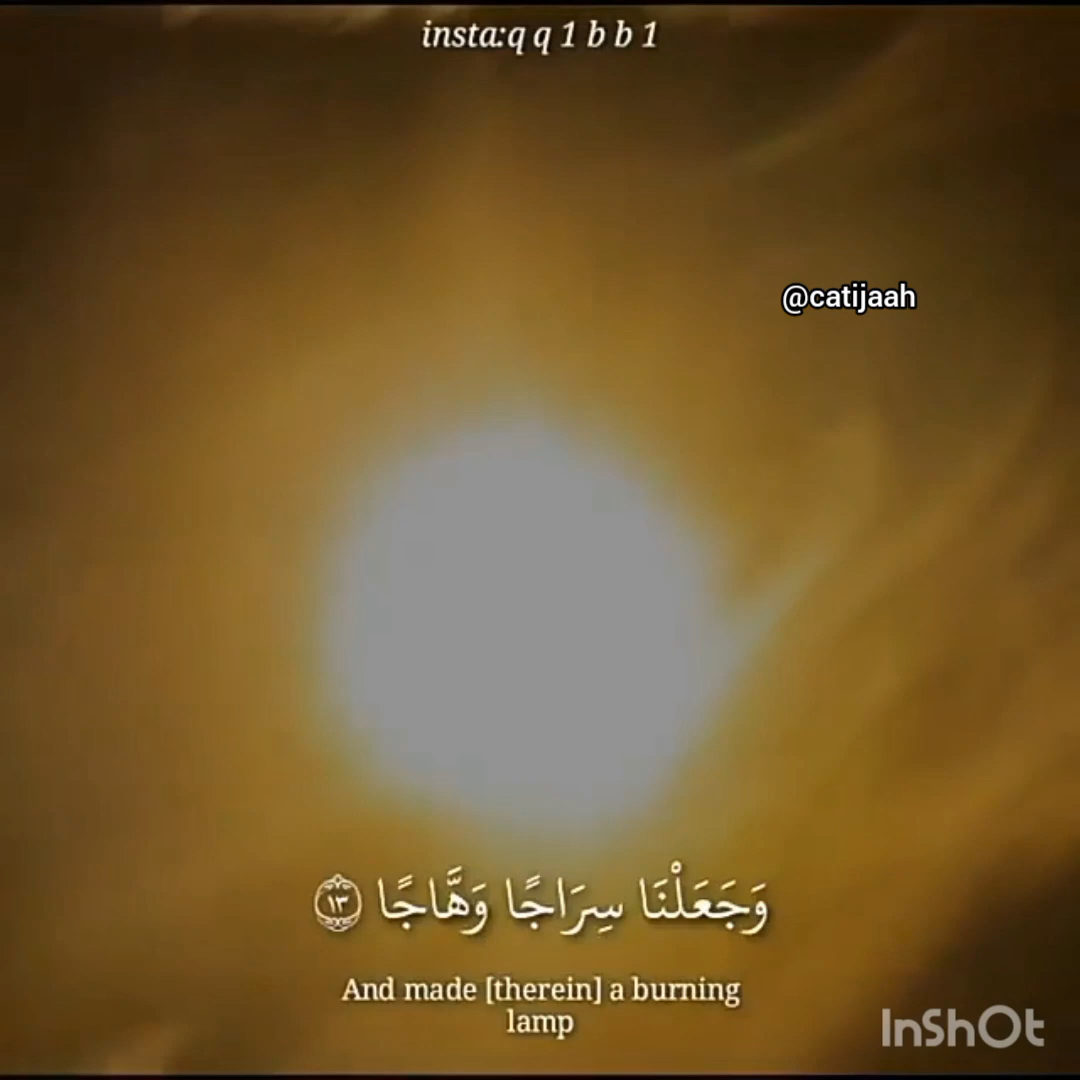 insta:q q 1 b b 1
@catijaah
وَجَعَلْنَا سِرَاجًا وَهَّاجًا ١٣
And made [therein] a burning
lamp
InShOt